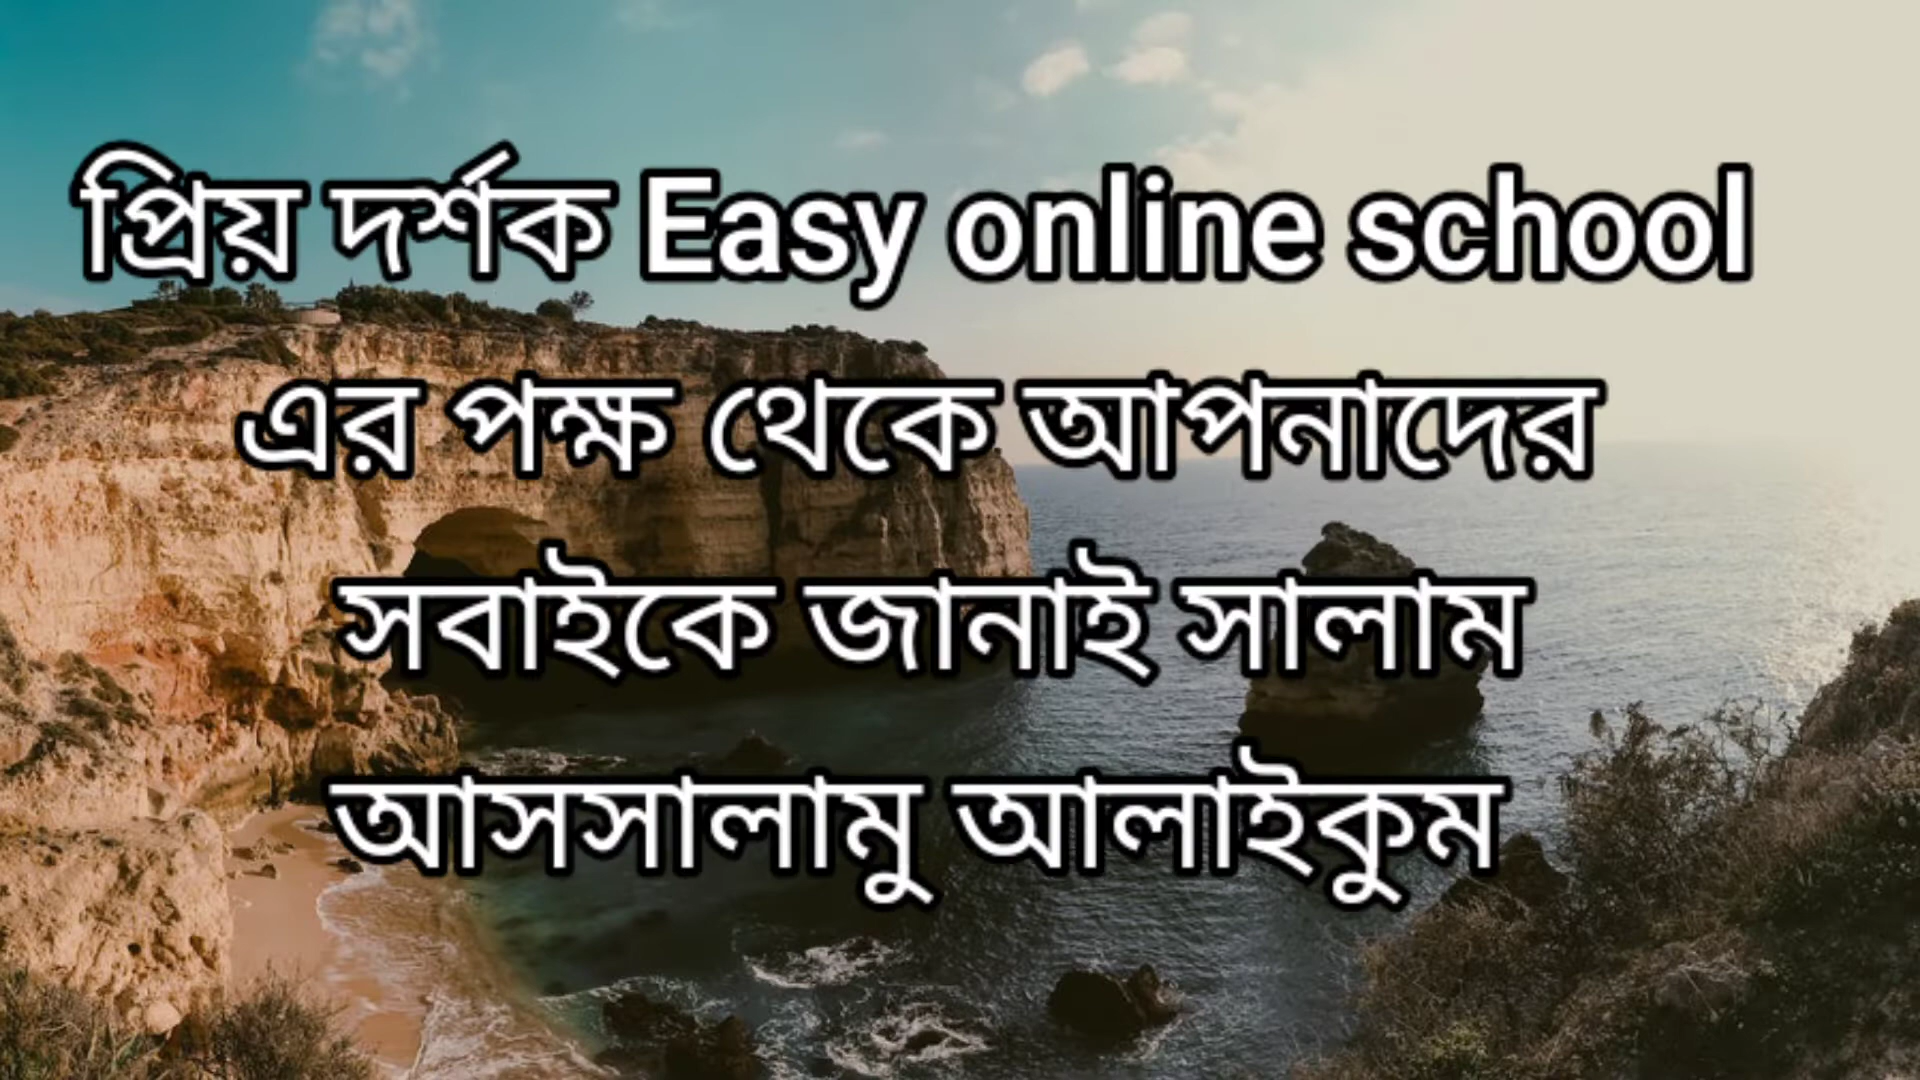 প্রিয় দর্শক Easy online school
এর পক্ষ থেকে আপনাদের
সবাইকে জানাই সালাম
আসসালামু আলাইকুম